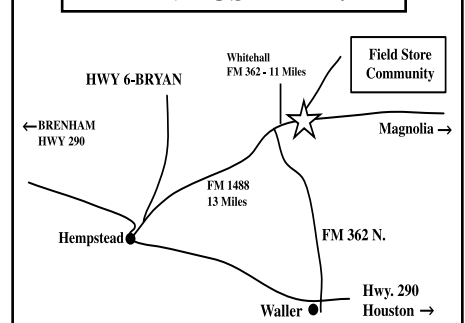 Whitehall
FM 362 - 11 Miles
Field Store
Community
HWY 6-BRYAN
←BRENHAM
HWY 290
Magnolia →
FM 1488
13 Miles
Hempstead
FM 362 N.
Hwy. 290
Houston →
Waller